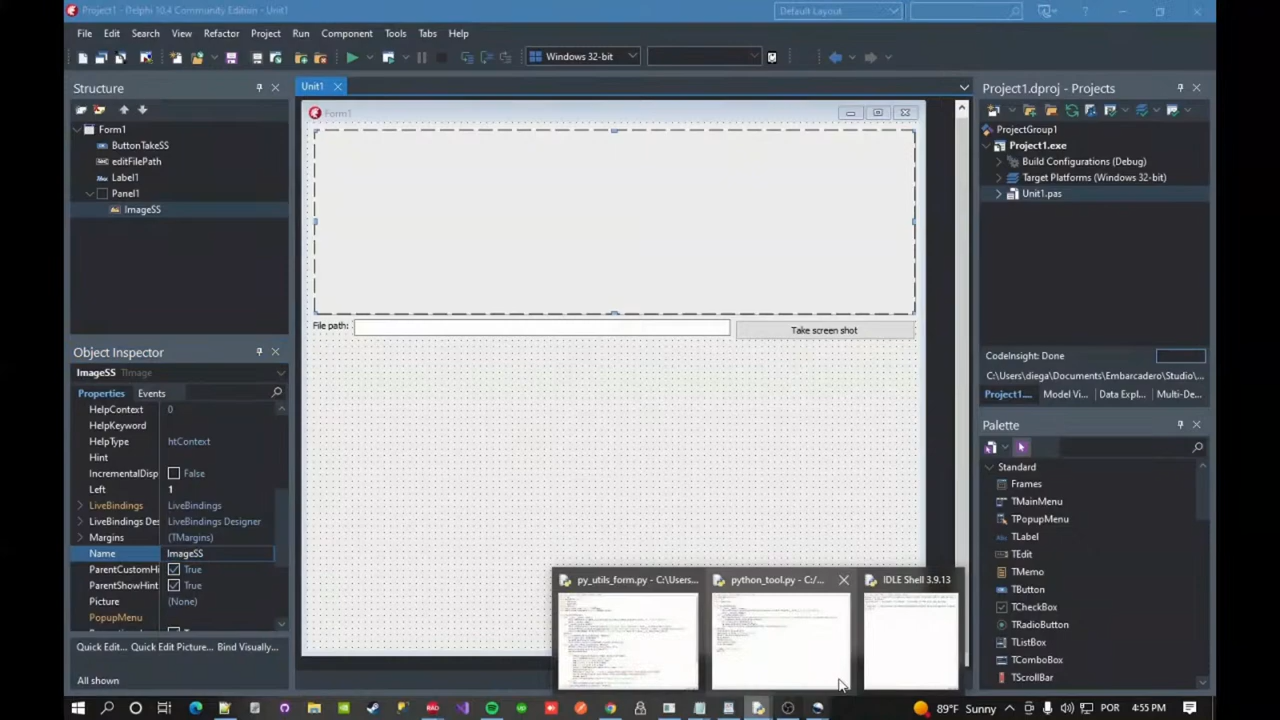 Project1 - Delphi 10.4 Community Edition - Unit1
Default Layout
File Edit Search View Refactor Project Run Component Tools Tabs Help
Windows 32-bit
Structure
Form1
ButtonTakeSS
editFilePath
Label1
Panel1
ImageSS
Object Inspector
ImageSS TImage
Properties Events
HelpContext 0
HelpKeyword
HelpType htContext
Hint
IncrementalDisp False
Left 1
LiveBindings LiveBindings
LiveBindings De: LiveBindings Designer
Margins (TMargins)
Name ImageSS
ParentCustomH True
ParentShowHint True
Picture (None)
PopupMenu
Quick Edit... Quick Edit Picture... Bind Visually...
All shown
Unit1
Form1
File path:
Take screen shot
py_utils_form.py - C:\Users...
python_tool.py - C:/...
IDLE Shell 3.9.13
Project1.dproj - Projects
ProjectGroup1
Project1.exe
Build Configurations (Debug)
Target Platforms (Windows 32-bit)
Unit1.pas
CodeInsight: Done
C:\Users\diega\Documents\Embarcadero\Studio\...
Project1.... Model Vi... Data Expl... Multi-De...
Palette
Standard
Frames
TMainMenu
TPopupMenu
TLabel
TEdit
TMemo
TButton
TCheckBox
TRadioButton
TListBox
TComboBox
TScrollBar
89°F Sunny POR 4:55 PM